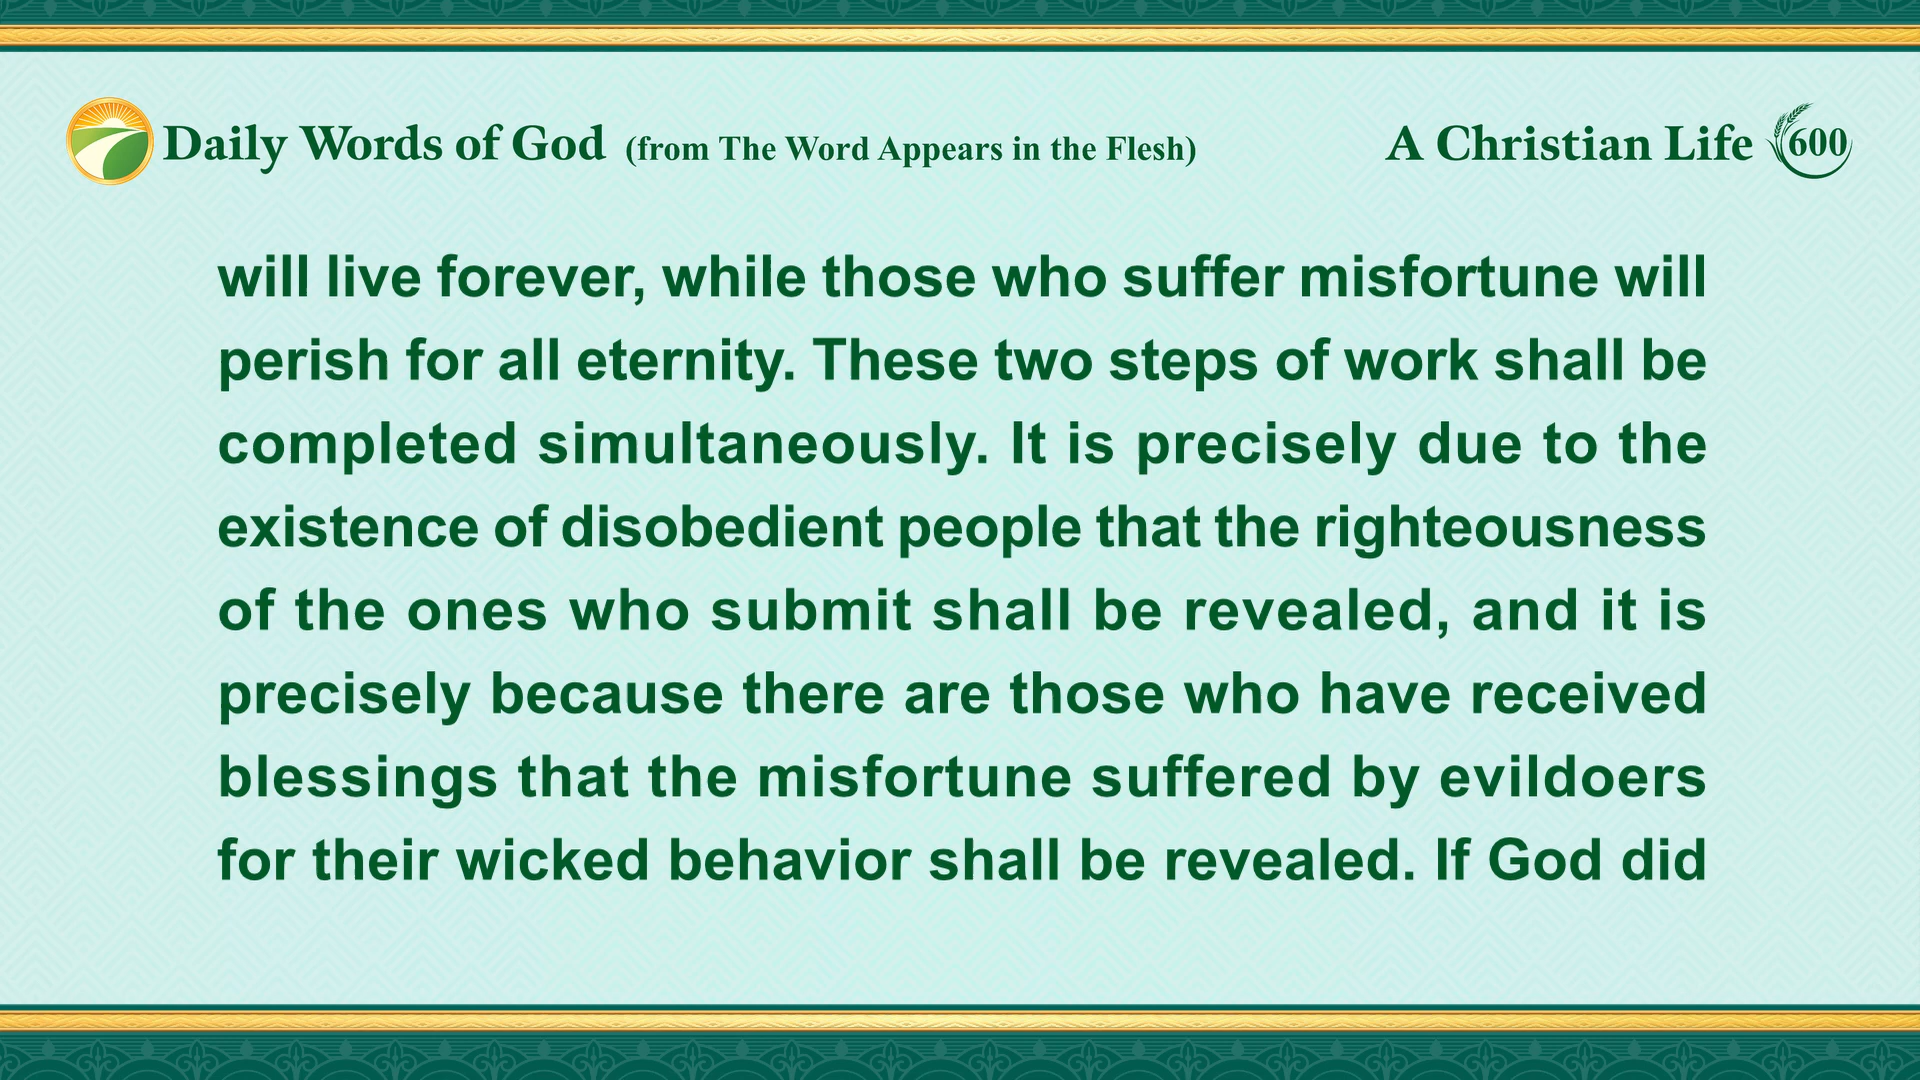 Daily Words of God (from The Word Appears in the Flesh)
A Christian Life 600
will live forever, while those who suffer misfortune will
perish for all eternity. These two steps of work shall be
completed simultaneously. It is precisely due to the
existence of disobedient people that the righteousness
of the ones who submit shall be revealed, and it is
precisely because there are those who have received
blessings that the misfortune suffered by evildoers
for their wicked behavior shall be revealed. If God did